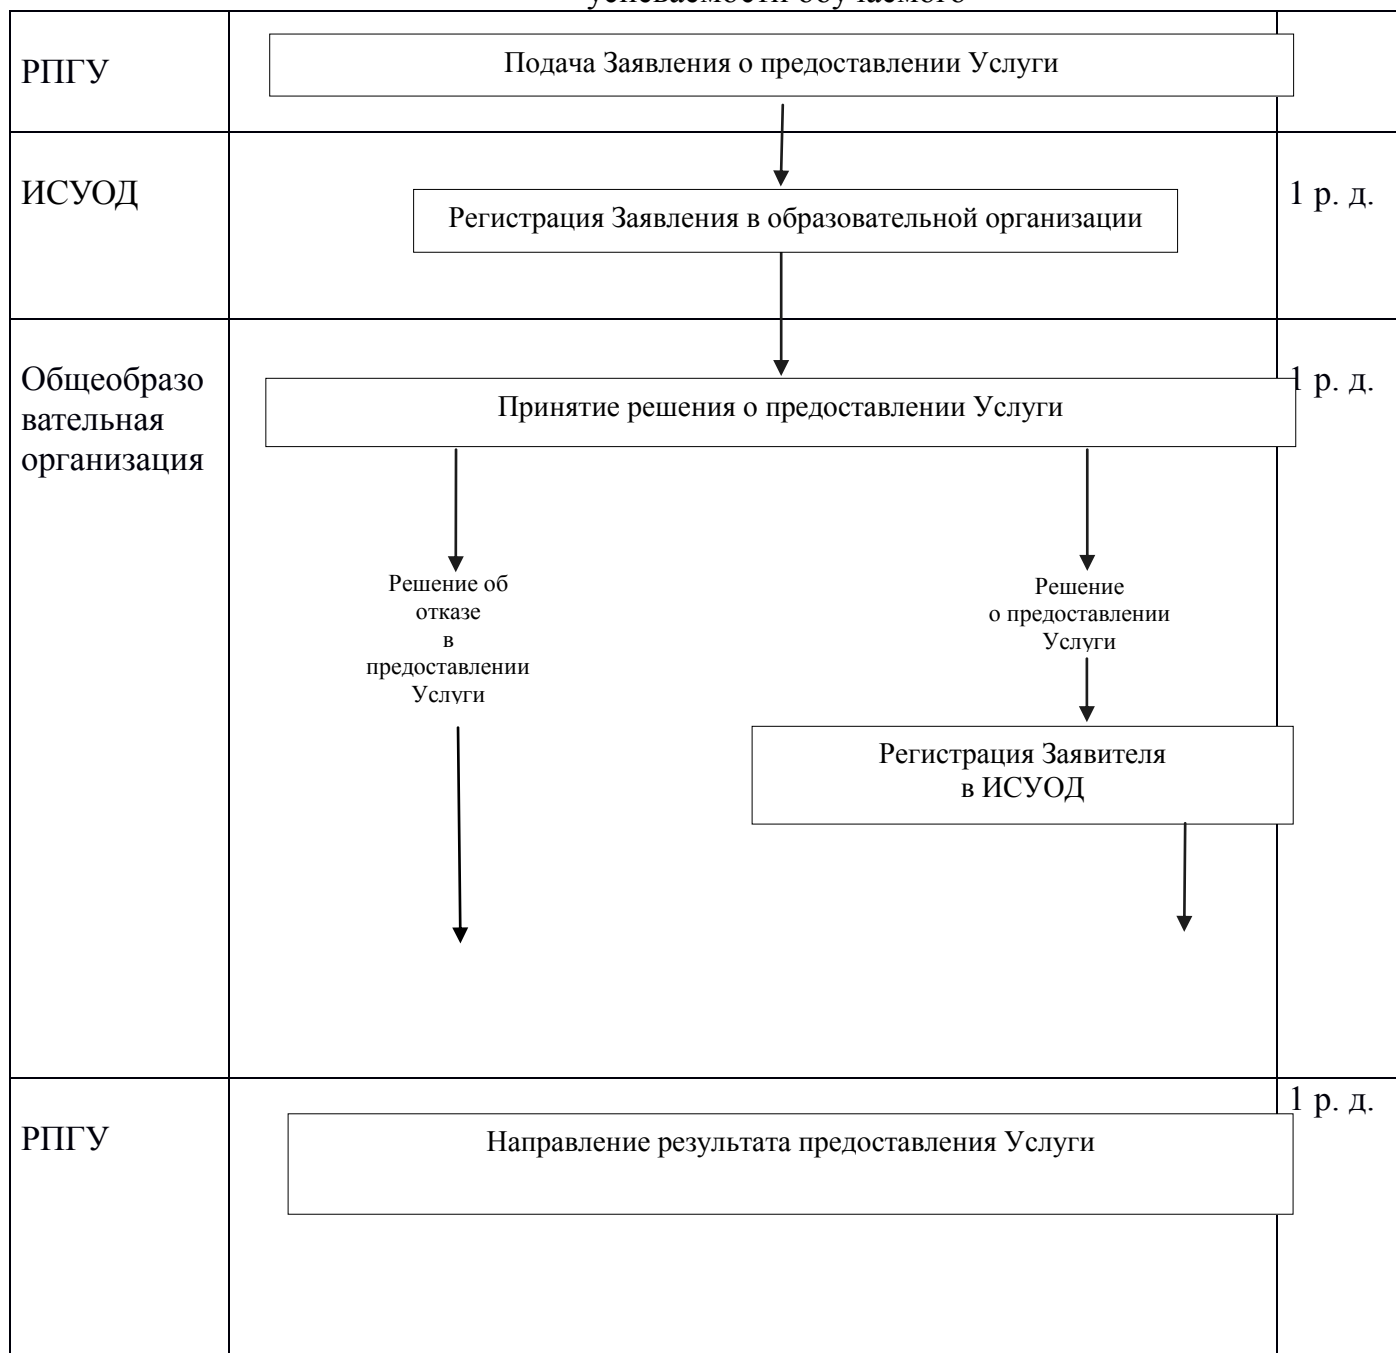 РПГУ
Подача Заявления о предоставлении Услуги
ИСУОД
Регистрация Заявления в образовательной организации
1 р. д.
Общеобразо
вательная
организация
Принятие решения о предоставлении Услуги
1 р. д.
Решение об
отказе
в
предоставлении
Услуги
Решение
о предоставлении
Услуги
Регистрация Заявителя
в ИСУОД
РПГУ
Направление результата предоставления Услуги
1 р. д.